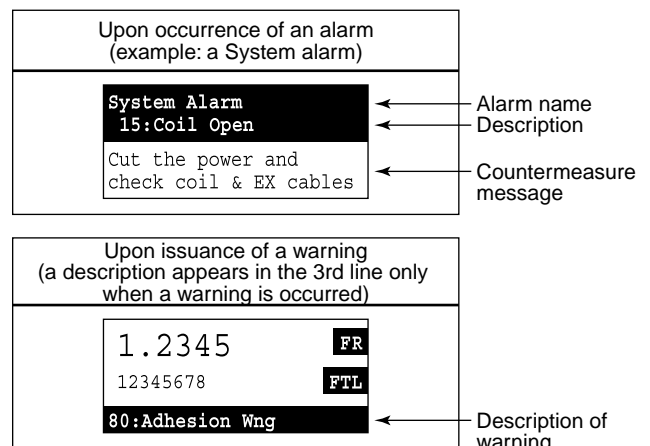 Upon occurrence of an alarm
(example: a System alarm)
System Alarm
15:Coil Open
Cut the power and
check coil & EX cables
Alarm name
Description
Countermeasure
message
Upon issuance of a warning
(a description appears in the 3rd line only
when a warning is occurred)
1.2345 FR
12345678 FTL
80:Adhesion Wng
Description of
warning